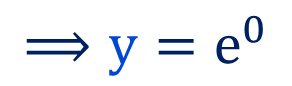 ⟹ y = e⁰